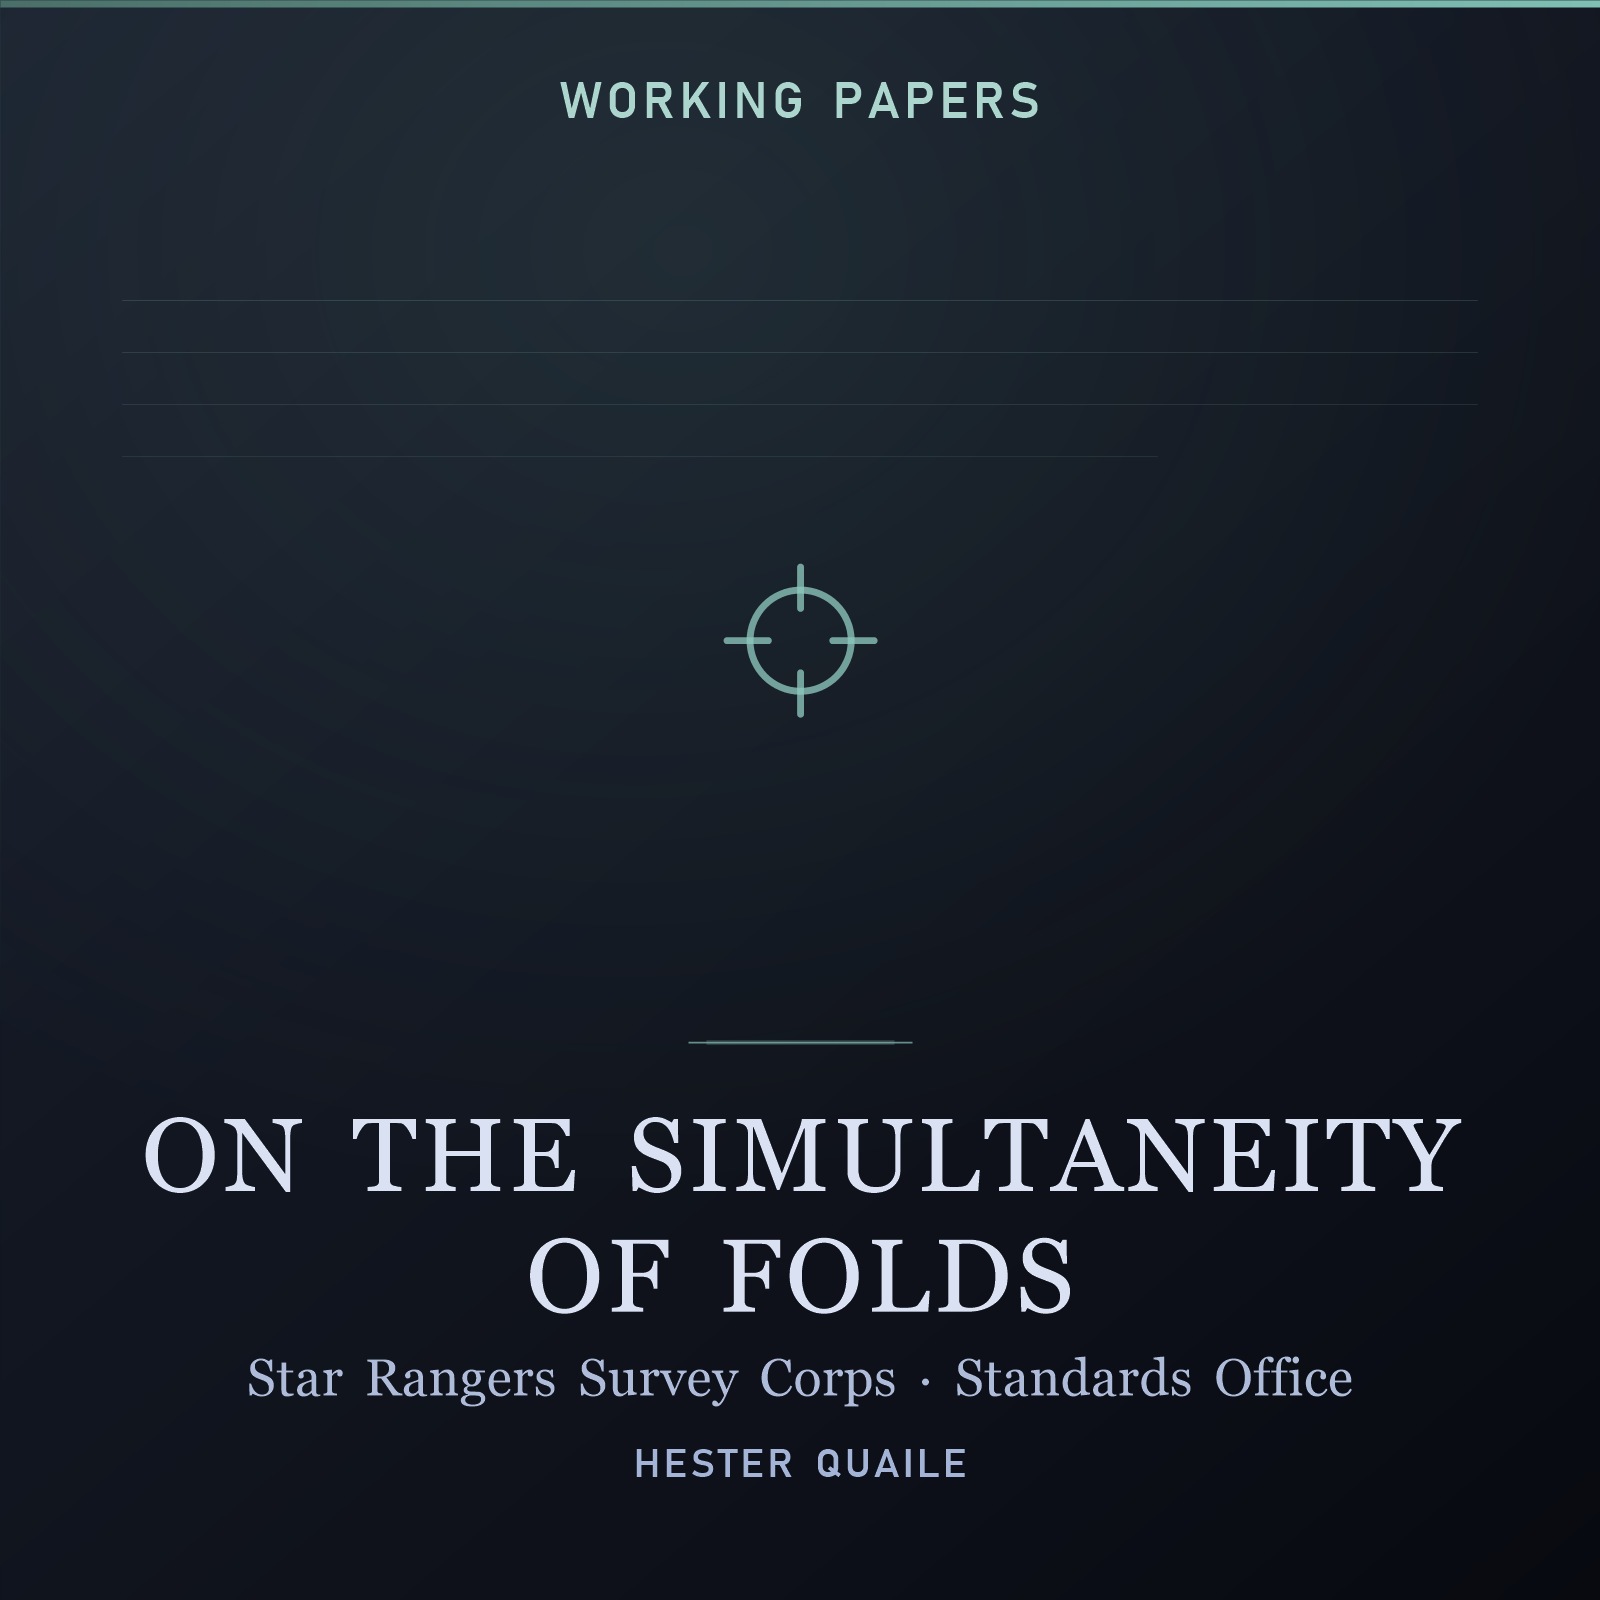 WORKING PAPERS
ON THE SIMULTANEITY
OF FOLDS
Star Rangers Survey Corps · Standards Office
HESTER QUAILE